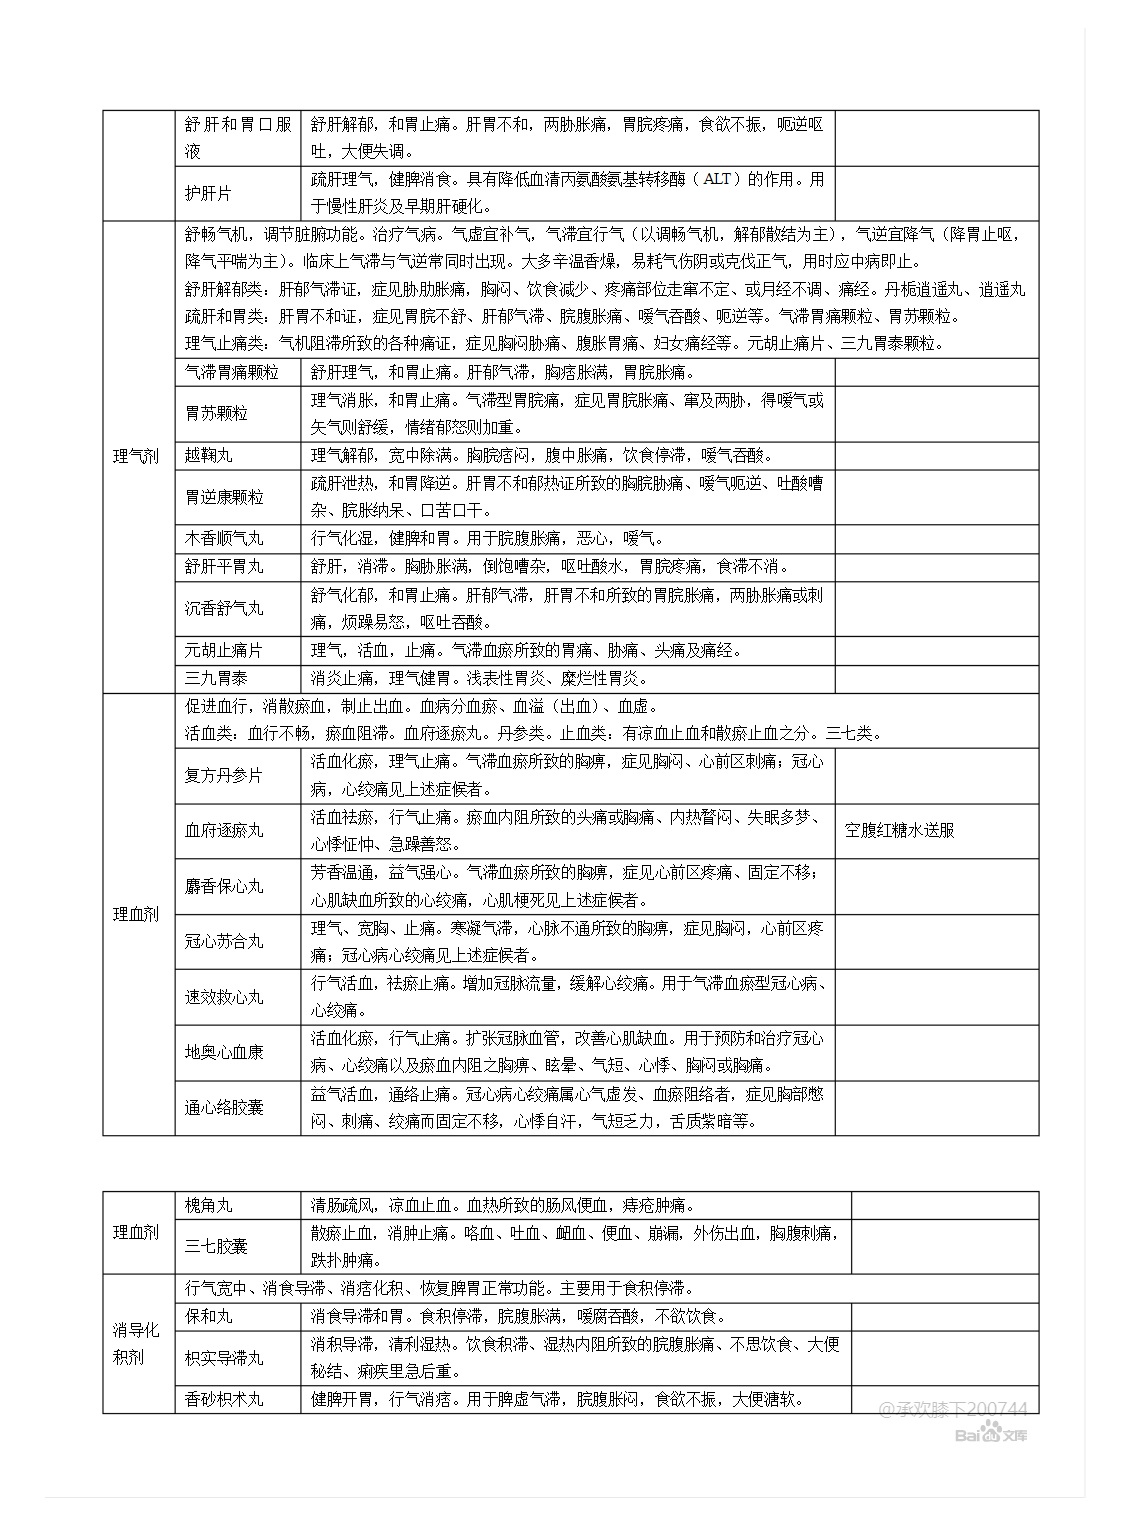 舒肝和胃口服
液
舒肝解郁，和胃止痛。肝胃不和，两胁胀痛，胃脘疼痛，食欲不振，呃逆呕
吐，大便失调。
护肝片
疏肝理气，健脾消食。具有降低血清丙氨酸氨基转移酶（ALT）的作用。用
于慢性肝炎及早期肝硬化。
理气剂
舒畅气机，调节脏腑功能。治疗气病。气虚宜补气，气滞宜行气（以调畅气机，解郁散结为主），气逆宜降气（降胃止呕，
降气平喘为主）。临床上气滞与气逆常同时出现。大多辛温香燥，易耗气伤阴或克伐正气，用时应中病即止。
舒肝解郁类：肝郁气滞证，症见胁肋胀痛，胸闷、饮食减少、疼痛部位走窜不定、或月经不调、痛经。丹栀逍遥丸、逍遥丸
疏肝和胃类：肝胃不和证，症见胃脘不舒、肝郁气滞、脘腹胀痛、嗳气吞酸、呃逆等。气滞胃痛颗粒、胃苏颗粒。
理气止痛类：气机阻滞所致的各种痛证，症见胸闷胁痛、腹胀胃痛、妇女痛经等。元胡止痛片、三九胃泰颗粒。
气滞胃痛颗粒
舒肝理气，和胃止痛。肝郁气滞，胸痞胀满，胃脘胀痛。
胃苏颗粒
理气消胀，和胃止痛。气滞型胃脘痛，症见胃脘胀痛、窜及两胁，得嗳气或
矢气则舒缓，情绪郁怒则加重。
越鞠丸
理气解郁，宽中除满。胸脘痞闷，腹中胀痛，饮食停滞，嗳气吞酸。
胃逆康颗粒
疏肝泄热，和胃降逆。肝胃不和郁热证所致的胸脘胁痛、嗳气呃逆、吐酸嘈
杂、脘胀纳呆、口苦口干。
木香顺气丸
行气化湿，健脾和胃。用于脘腹胀痛，恶心，嗳气。
舒肝平胃丸
舒肝，消滞。胸胁胀满，倒饱嘈杂，呕吐酸水，胃脘疼痛，食滞不消。
沉香舒气丸
舒气化郁，和胃止痛。肝郁气滞，肝胃不和所致的胃脘胀痛，两胁胀痛或刺
痛，烦躁易怒，呕吐吞酸。
元胡止痛片
理气，活血，止痛。气滞血瘀所致的胃痛、胁痛、头痛及痛经。
三九胃泰
消炎止痛，理气健胃。浅表性胃炎、糜烂性胃炎。
理血剂
促进血行，消散瘀血，制止出血。血病分血瘀、血溢（出血）、血虚。
活血类：血行不畅，瘀血阻滞。血府逐瘀丸。丹参类。止血类：有凉血止血和散瘀止血之分。三七类。
复方丹参片
活血化瘀，理气止痛。气滞血瘀所致的胸痹，症见胸闷、心前区刺痛；冠心
病，心绞痛见上述症候者。
血府逐瘀丸
活血祛瘀，行气止痛。瘀血内阻所致的头痛或胸痛、内热瞀闷、失眠多梦、
心悸怔忡、急躁善怒。
空腹红糖水送服
麝香保心丸
芳香温通，益气强心。气滞血瘀所致的胸痹，症见心前区疼痛、固定不移；
心肌缺血所致的心绞痛，心肌梗死见上述症候者。
冠心苏合丸
理气、宽胸、止痛。寒凝气滞，心脉不通所致的胸痹，症见胸闷，心前区疼
痛；冠心病心绞痛见上述症候者。
速效救心丸
行气活血，祛瘀止痛。增加冠脉流量，缓解心绞痛。用于气滞血瘀型冠心病、
心绞痛。
地奥心血康
活血化瘀，行气止痛。扩张冠脉血管，改善心肌缺血。用于预防和治疗冠心
病、心绞痛以及瘀血内阻之胸痹、眩晕、气短、心悸、胸闷或胸痛。
通心络胶囊
益气活血，通络止痛。冠心病心绞痛属心气虚发、血瘀阻络者，症见胸部憋
闷、刺痛、绞痛而固定不移，心悸自汗，气短乏力，舌质紫暗等。
理血剂
槐角丸
清肠疏风，凉血止血。血热所致的肠风便血，痔疮肿痛。
三七胶囊
散瘀止血，消肿止痛。咯血、吐血、衄血、便血、崩漏，外伤出血，胸腹刺痛，
跌扑肿痛。
消导化
积剂
行气宽中、消食导滞、消痞化积、恢复脾胃正常功能。主要用于食积停滞。
保和丸
消食导滞和胃。食积停滞，脘腹胀满，嗳腐吞酸，不欲饮食。
枳实导滞丸
消积导滞，清利湿热。饮食积滞、湿热内阻所致的脘腹胀痛、不思饮食、大便
秘结、痢疾里急后重。
香砂枳术丸
健脾开胃，行气消痞。用于脾虚气滞，脘腹胀闷，食欲不振，大便溏软。
@承欢膝下200744
Bai du 文库